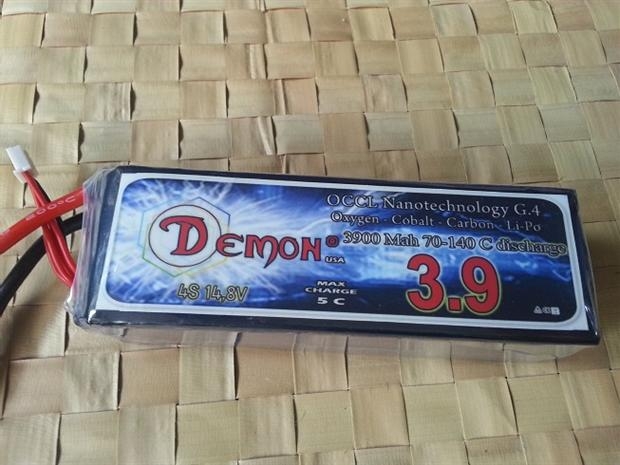 OCCL Nanotechnology G.4
Oxygen - Cobalt - Carbon - Li-Po
3900 Mah 70-140 C discharge
DEMON®
USA
4S 14,8V
MAX
CHARGE
5 C
3.9
200°C